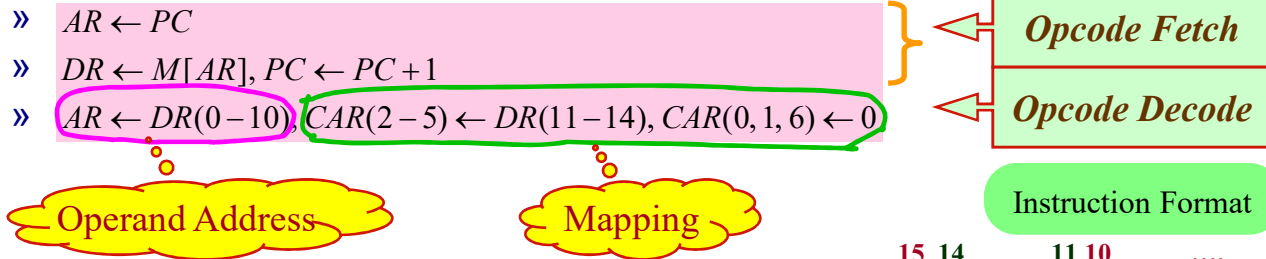 » AR ← PC
» DR ← M[AR], PC ← PC + 1
» AR ← DR(0 − 10), CAR(2 − 5) ← DR(11 − 14), CAR(0, 1, 6) ← 0
Opcode Fetch
Opcode Decode
Operand Address
Mapping
Instruction Format
15 14 11 10